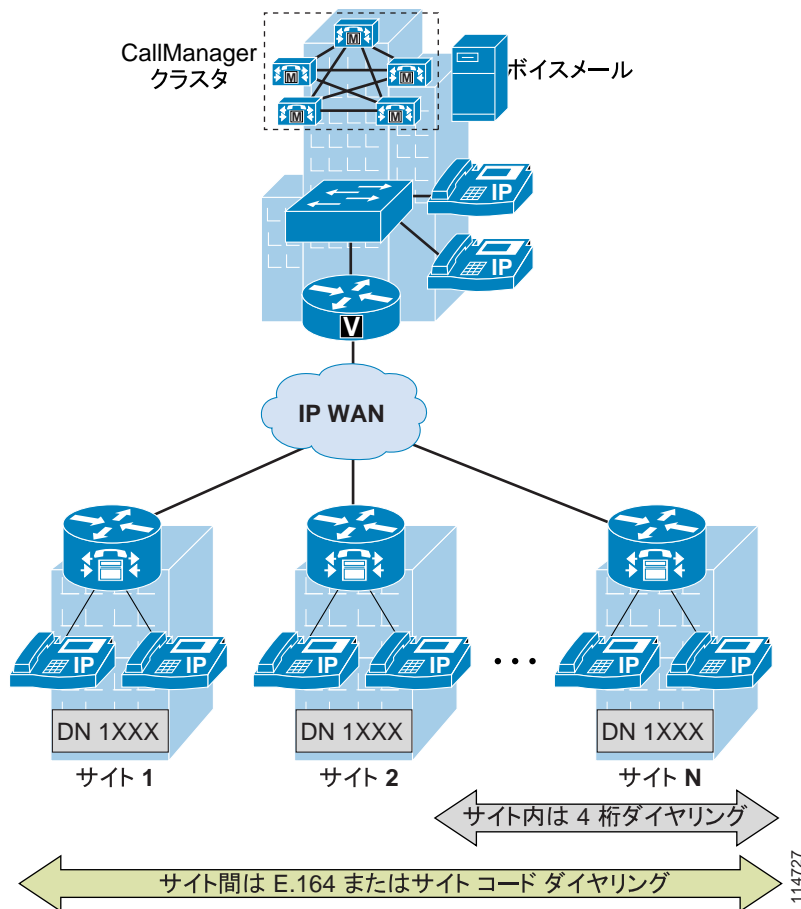 CallManager
クラスタ
M
M
M
M
M
ボイスメール
IP
IP
V
IP WAN
IP
IP
IP
IP
IP
IP
...
DN 1XXX
DN 1XXX
DN 1XXX
サイト 1
サイト 2
サイト N
サイト内は 4 桁ダイヤリング
サイト間は E.164 またはサイト コード ダイヤリング
114727